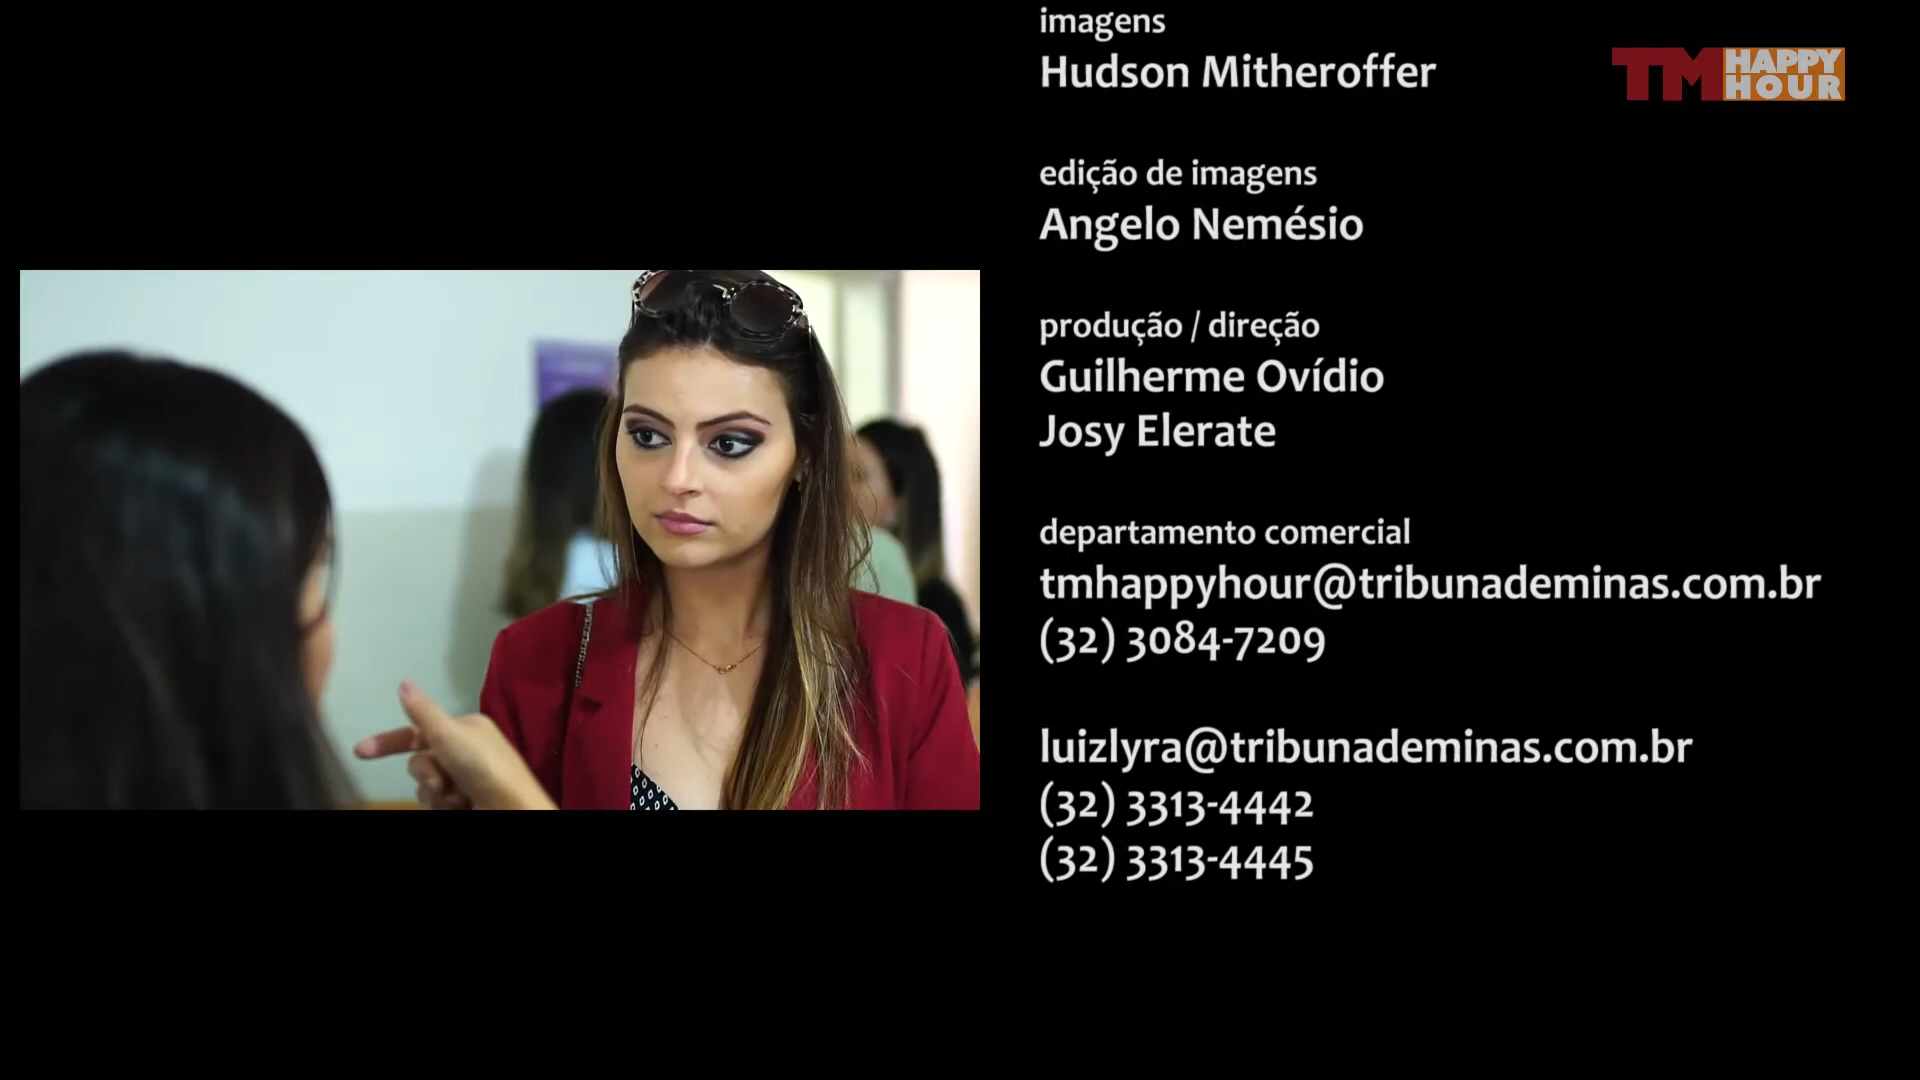 imagens
Hudson Mitheroffer
TM HAPPY
HOUR
edição de imagens
Angelo Nemésio
produção / direção
Guilherme Ovídio
Josy Elerate
departamento comercial
tmhappyhour@tribunademinas.com.br
(32) 3084-7209
luizlyra@tribunademinas.com.br
(32) 3313-4442
(32) 3313-4445